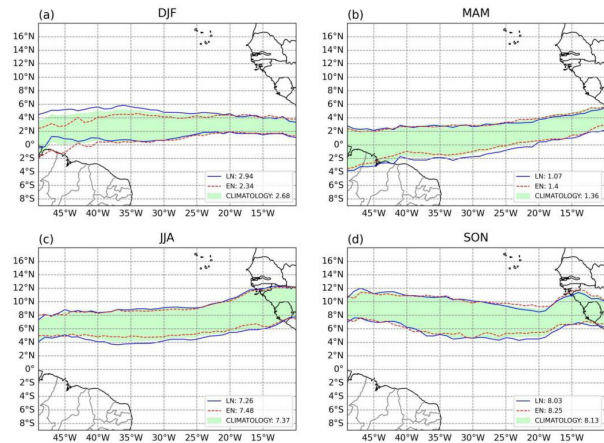 (a) DJF
16°N
14°N
12°N
10°N
8°N
6°N
4°N
2°N
0°
2°S
4°S
6°S
8°S
45°W 40°W 35°W 30°W 25°W 20°W 15°W
LN: 2.94
EN: 2.34
CLIMATOLOGY: 2.68
(b) MAM
16°N
14°N
12°N
10°N
8°N
6°N
4°N
2°N
0°
2°S
4°S
6°S
8°S
45°W 40°W 35°W 30°W 25°W 20°W 15°W
LN: 1.07
EN: 1.4
CLIMATOLOGY: 1.36
(c) JJA
16°N
14°N
12°N
10°N
8°N
6°N
4°N
2°N
0°
2°S
4°S
6°S
8°S
45°W 40°W 35°W 30°W 25°W 20°W 15°W
LN: 7.26
EN: 7.48
CLIMATOLOGY: 7.37
(d) SON
16°N
14°N
12°N
10°N
8°N
6°N
4°N
2°N
0°
2°S
4°S
6°S
8°S
45°W 40°W 35°W 30°W 25°W 20°W 15°W
LN: 8.03
EN: 8.25
CLIMATOLOGY: 8.13